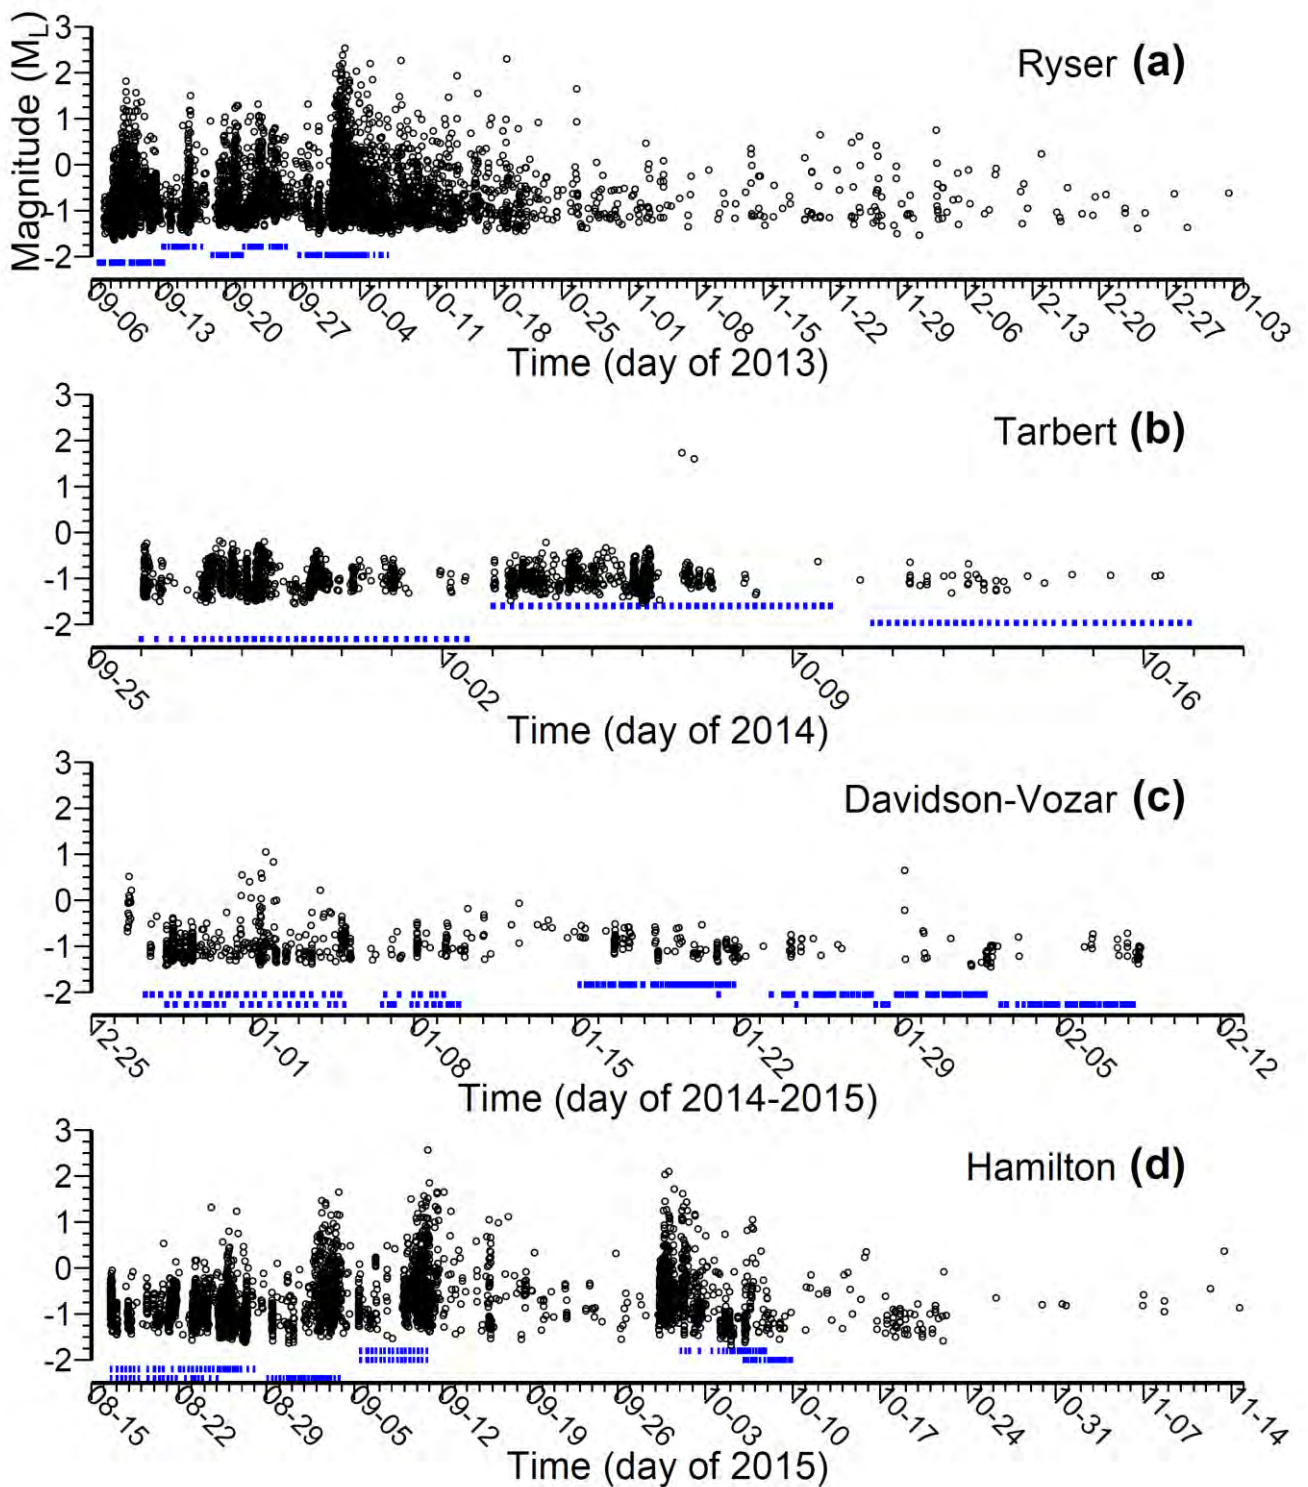 Magnitude (M_L)
3
2
1
0
-1
-2
Ryser (a)
09-06 09-13 09-20 09-27 10-04 10-11 10-18 10-25 11-01 11-08 11-15 11-22 11-29 12-06 12-13 12-20 12-27 01-03
Time (day of 2013)
3
2
1
0
-1
-2
Tarbert (b)
09-25 10-02 10-09 10-16
Time (day of 2014)
3
2
1
0
-1
-2
Davidson-Vozar (c)
12-25 01-01 01-08 01-15 01-22 01-29 02-05 02-12
Time (day of 2014-2015)
3
2
1
0
-1
-2
Hamilton (d)
08-15 08-22 08-29 09-05 09-12 09-19 09-26 10-03 10-10 10-17 10-24 10-31 11-07 11-14
Time (day of 2015)